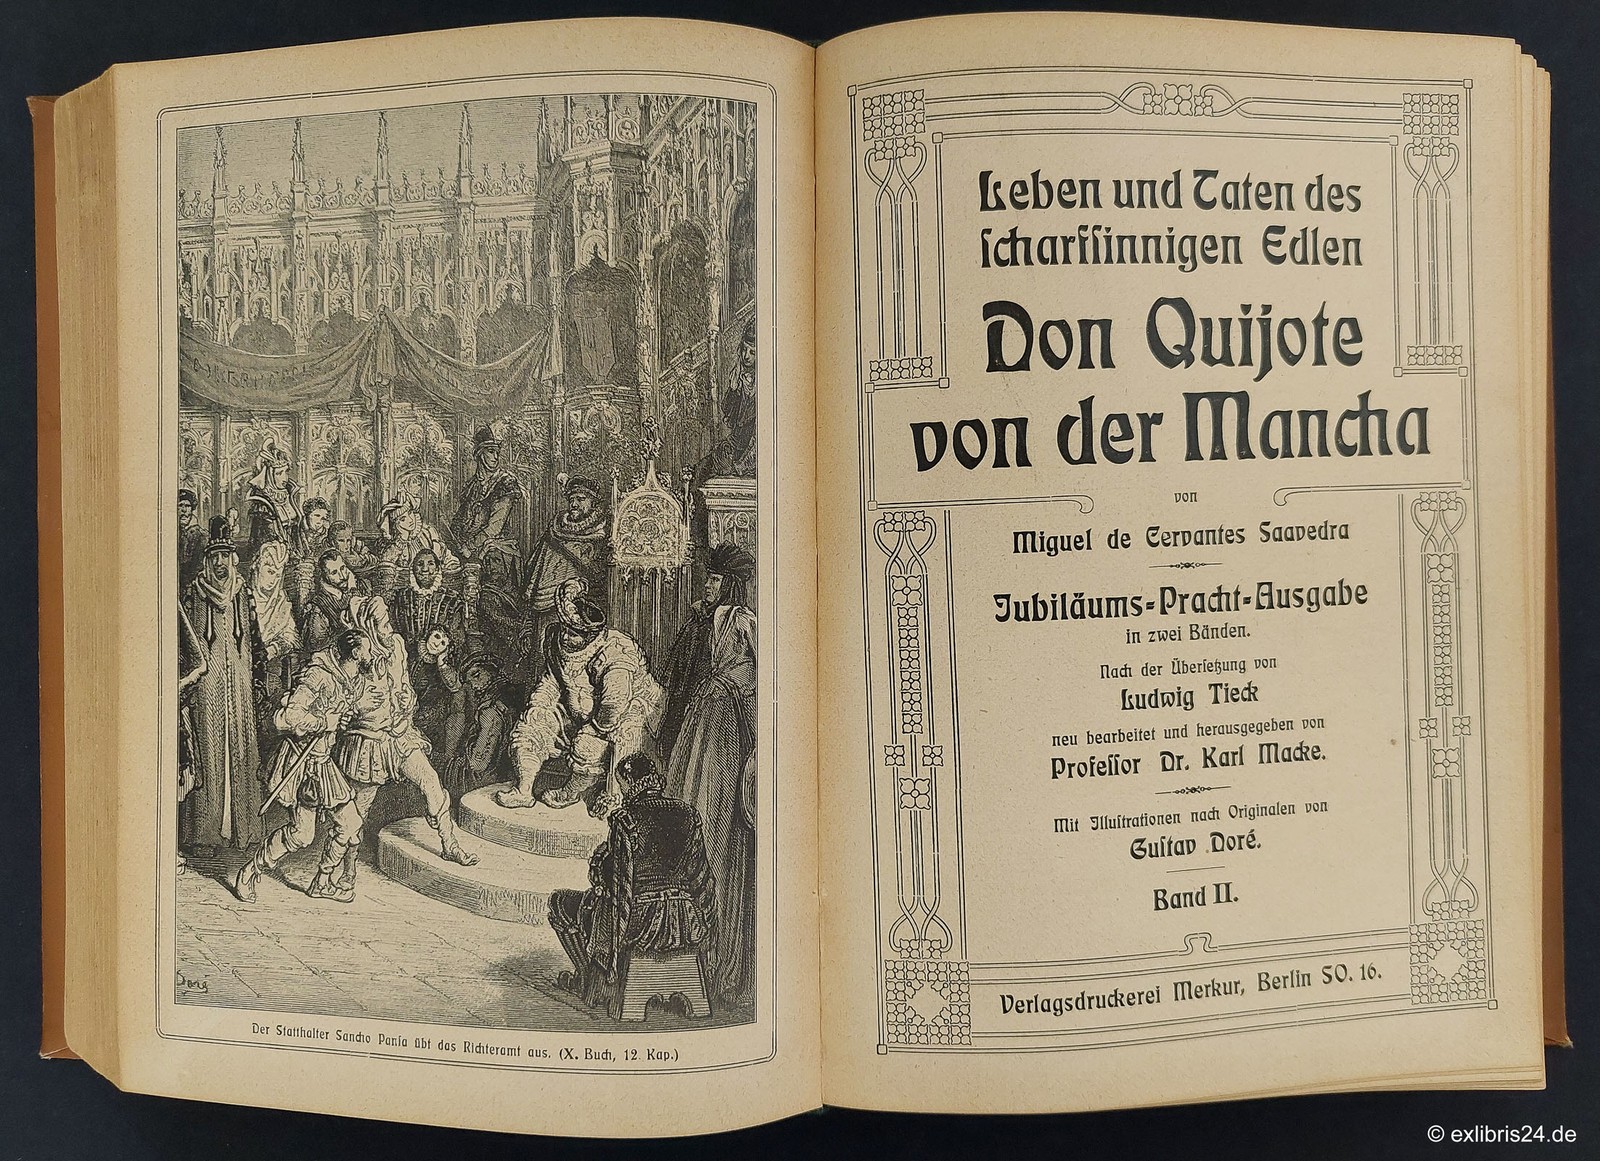 Der Statthalter Sancho Pansa übt das Richteramt aus. (X. Buch, 12. Kap.)
Leben und Taten des
scharfsinnigen Edlen
Don Quijote
von der Mancha
von
Miguel de Cervantes Saavedra
Jubiläums-Pracht-Ausgabe
in zwei Bänden.
Nach der Übersetzung von
Ludwig Tieck
neu bearbeitet und herausgegeben von
Professor Dr. Karl Macke.
Mit Illustrationen nach Originalen von
Gustav Doré.
Band II.
Verlagsdruckerei Merkur, Berlin SO. 16.
© exlibris24.de